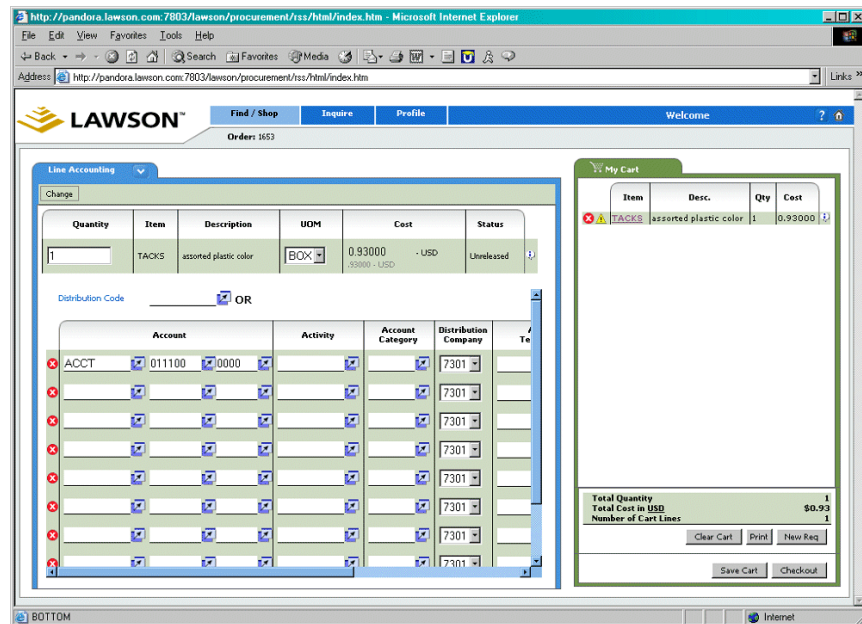 http://pandora.lawson.com:7803/lawson/procurement/rss/html/index.htm - Microsoft Internet Explorer
File Edit View Favorites Tools Help
Back Search Favorites Media
Address http://pandora.lawson.com:7803/lawson/procurement/rss/html/index.htm Links »
LAWSON™ Find / Shop Inquire Profile Welcome ?
Order: 1653
Line Accounting
Change
Quantity Item Description UOM Cost Status
1 TACKS assorted plastic color BOX 0.93000 - USD Unreleased
.93000 - USD
Distribution Code OR
Account Activity Account Category Distribution Company
ACCT 011100 0000 7301
7301
7301
7301
7301
7301
7301
7301
My Cart
Item Desc. Qty Cost
TACKS assorted plastic color 1 0.93000
Total Quantity 1
Total Cost in USD $0.93
Number of Cart Lines 1
Clear Cart Print New Req
Save Cart Checkout
BOTTOM Internet